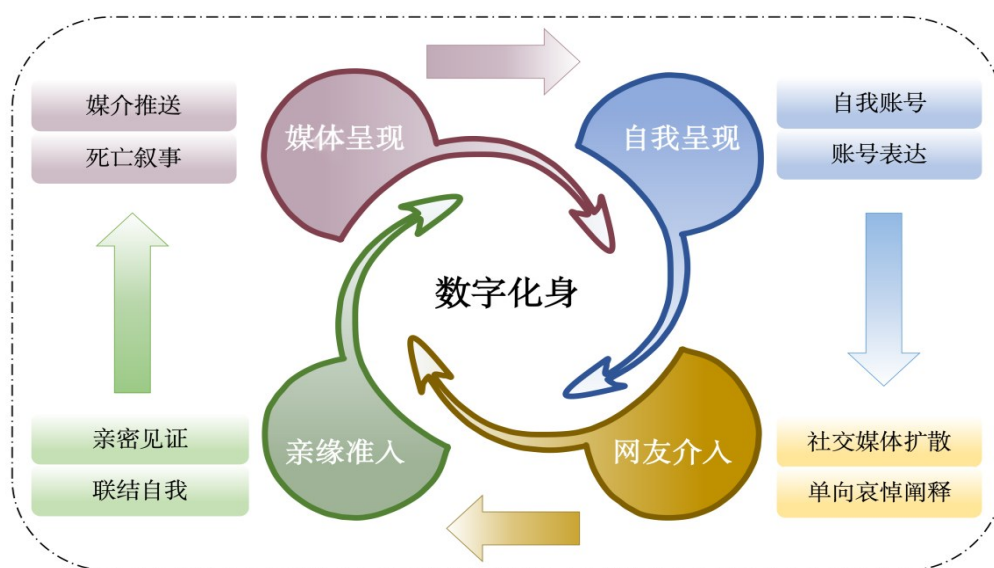 媒介推送
死亡叙事
媒体呈现
自我呈现
自我账号
账号表达
数字化身
亲密见证
联结自我
亲缘准入
网友介入
社交媒体扩散
单向哀悼阐释